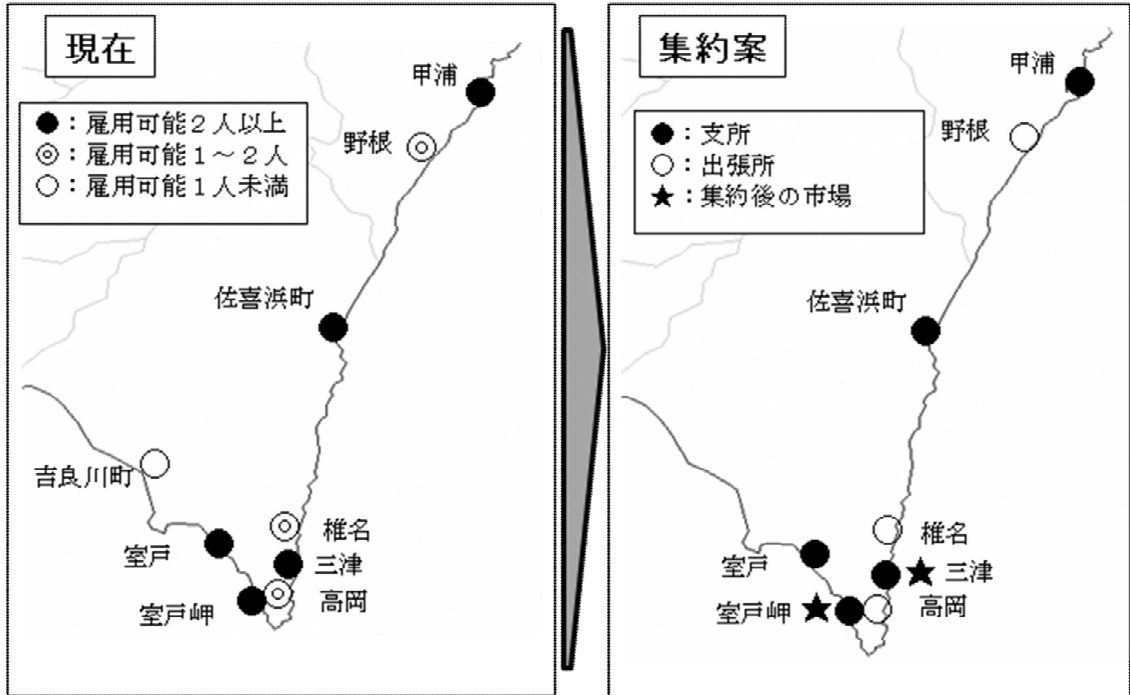 現在
●：雇用可能２人以上
◎：雇用可能１～２人
○：雇用可能１人未満
甲浦
野根
佐喜浜町
吉良川町
室戸
椎名
三津
高岡
室戸岬
集約案
●：支所
○：出張所
★：集約後の市場
甲浦
野根
佐喜浜町
椎名
室戸
★三津
高岡
室戸岬★